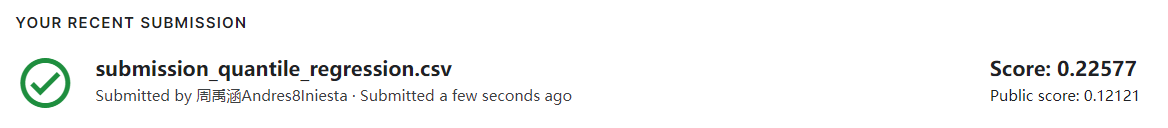 YOUR RECENT SUBMISSION
submission_quantile_regression.csv
Score: 0.22577
Submitted by 周禹涵Andres8Iniesta · Submitted a few seconds ago
Public score: 0.12121